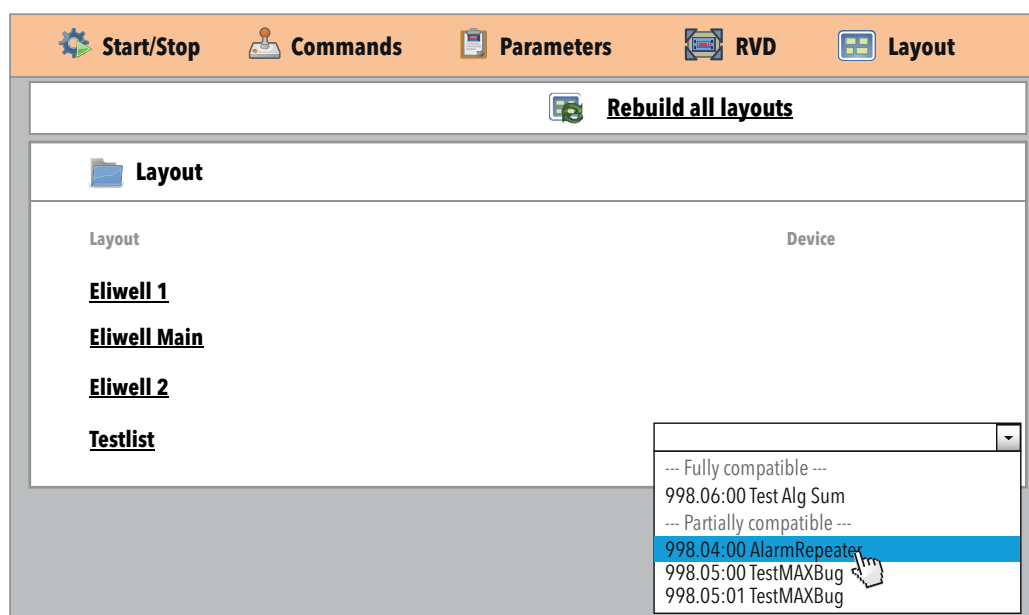 Start/Stop Commands Parameters RVD Layout
Rebuild all layouts
Layout
Layout Device
Eliwell 1
Eliwell Main
Eliwell 2
Testlist
--- Fully compatible ---
998.06:00 Test Alg Sum
--- Partially compatible ---
998.04:00 AlarmRepeater
998.05:00 TestMAXBug
998.05:01 TestMAXBug